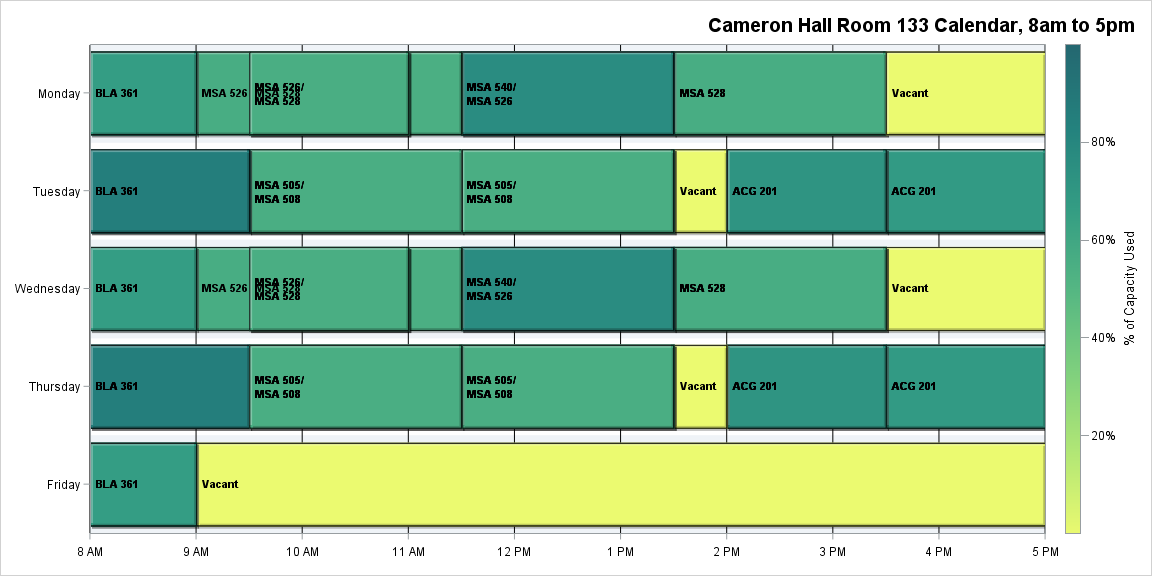 Cameron Hall Room 133 Calendar, 8am to 5pm
Monday
BLA 361
MSA 526
MSA 526/
MSA 528
MSA 528
MSA 540/
MSA 526
MSA 528
Vacant
Tuesday
BLA 361
MSA 505/
MSA 508
MSA 505/
MSA 508
Vacant
ACG 201
ACG 201
Wednesday
BLA 361
MSA 526
MSA 526/
MSA 528
MSA 528
MSA 540/
MSA 526
MSA 528
Vacant
Thursday
BLA 361
MSA 505/
MSA 508
MSA 505/
MSA 508
Vacant
ACG 201
ACG 201
Friday
BLA 361
Vacant
8 AM
9 AM
10 AM
11 AM
12 PM
1 PM
2 PM
3 PM
4 PM
5 PM
80%
60%
40%
20%
% of Capacity Used